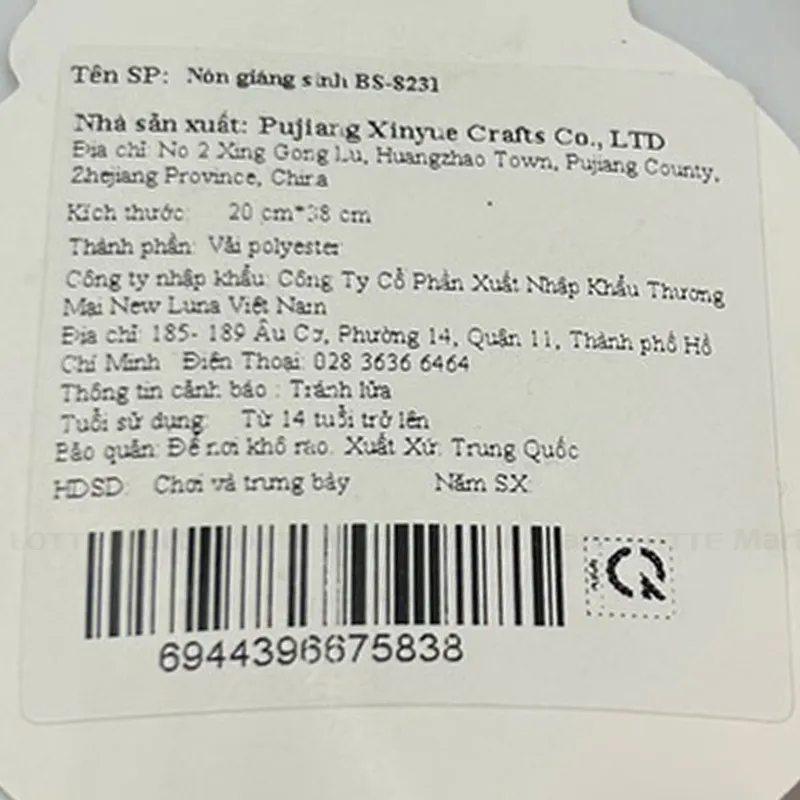 Tên SP: Nón giáng sinh BS-8231
Nhà sản xuất: Pujiang Xinyue Crafts Co., LTD
Địa chỉ: No 2 Xing Gong Lu, Huangzhao Town, Pujiang County,
Zhejiang Province, China
Kích thước: 20 cm*38 cm
Thành phần: Vải polyester
Công ty nhập khẩu: Công Ty Cổ Phần Xuất Nhập Khẩu Thương
Mại New Luna Việt Nam
Địa chỉ: 185- 189 Âu Cơ, Phường 14, Quận 11, Thành phố Hồ
Chí Minh Điện Thoại: 028 3636 6464
Thông tin cảnh báo : Tránh lửa
Tuổi sử dụng: Từ 14 tuổi trở lên
Bảo quản: Để nơi khô ráo. Xuất Xứ: Trung Quốc
HDSD: Chơi và trưng bày Năm SX:
LOTTE Mart
6944396675838